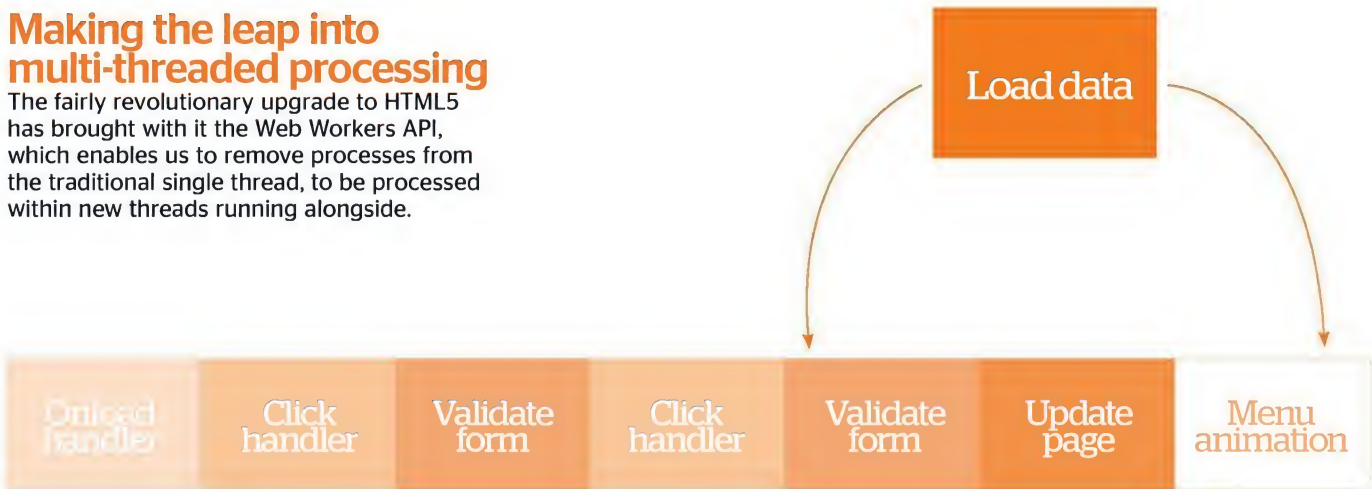 Making the leap into
multi-threaded processing
The fairly revolutionary upgrade to HTML5
has brought with it the Web Workers API,
which enables us to remove processes from
the traditional single thread, to be processed
within new threads running alongside.
Load data
Onload
handler
Click
handler
Validate
form
Click
handler
Validate
form
Update
page
Menu
animation